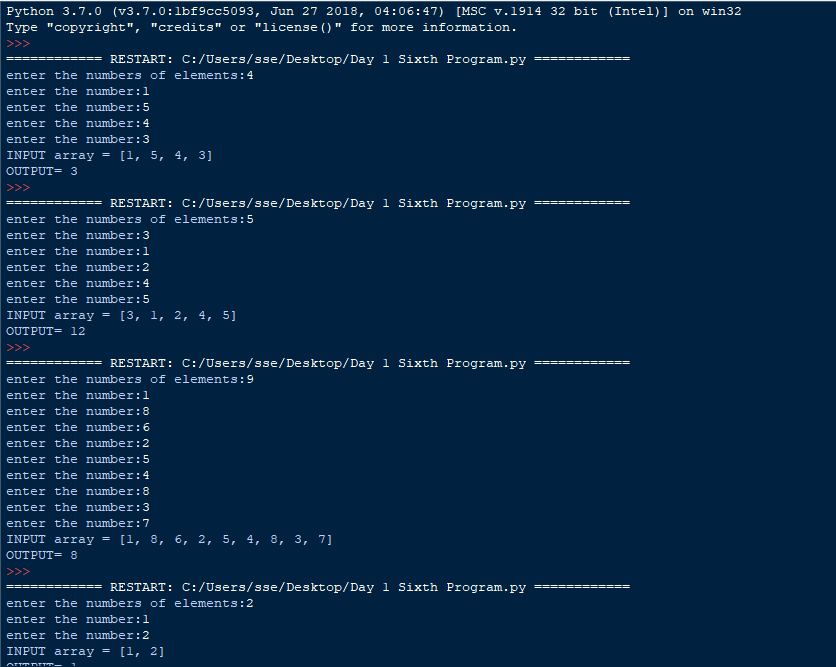 Python 3.7.0 (v3.7.0:1bf9cc5093, Jun 27 2018, 04:06:47) [MSC v.1914 32 bit (Intel)] on win32
Type "copyright", "credits" or "license()" for more information.
>>>
============ RESTART: C:/Users/sse/Desktop/Day 1 Sixth Program.py ============
enter the numbers of elements:4
enter the number:1
enter the number:5
enter the number:4
enter the number:3
INPUT array = [1, 5, 4, 3]
OUTPUT= 3
>>>
============ RESTART: C:/Users/sse/Desktop/Day 1 Sixth Program.py ============
enter the numbers of elements:5
enter the number:3
enter the number:1
enter the number:2
enter the number:4
enter the number:5
INPUT array = [3, 1, 2, 4, 5]
OUTPUT= 12
>>>
============ RESTART: C:/Users/sse/Desktop/Day 1 Sixth Program.py ============
enter the numbers of elements:9
enter the number:1
enter the number:8
enter the number:6
enter the number:2
enter the number:5
enter the number:4
enter the number:8
enter the number:3
enter the number:7
INPUT array = [1, 8, 6, 2, 5, 4, 8, 3, 7]
OUTPUT= 8
>>>
============ RESTART: C:/Users/sse/Desktop/Day 1 Sixth Program.py ============
enter the numbers of elements:2
enter the number:1
enter the number:2
INPUT array = [1, 2]
OUTPUT=